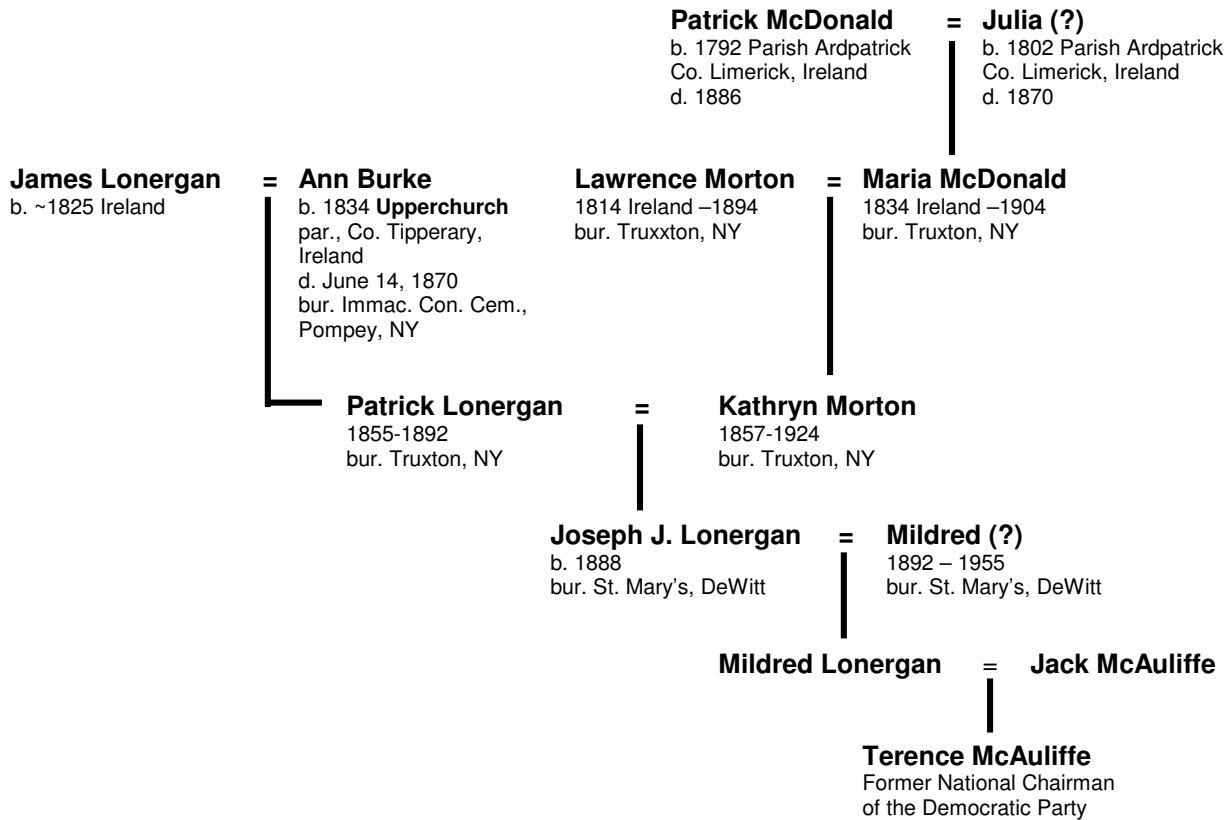 Patrick McDonald = Julia (?)
b. 1792 Parish Ardpatrick b. 1802 Parish Ardpatrick
Co. Limerick, Ireland Co. Limerick, Ireland
d. 1886 d. 1870
James Lonergan = Ann Burke Lawrence Morton = Maria McDonald
b. ~1825 Ireland b. 1834 Upperchurch 1814 Ireland –1894 1834 Ireland –1904
par., Co. Tipperary, bur. Truxxton, NY bur. Truxton, NY
Ireland
d. June 14, 1870
bur. Immac. Con. Cem.,
Pompey, NY
Patrick Lonergan = Kathryn Morton
1855-1892 1857-1924
bur. Truxton, NY bur. Truxton, NY
Joseph J. Lonergan = Mildred (?)
b. 1888 1892 – 1955
bur. St. Mary's, DeWitt bur. St. Mary's, DeWitt
Mildred Lonergan = Jack McAuliffe
Terence McAuliffe
Former National Chairman
of the Democratic Party